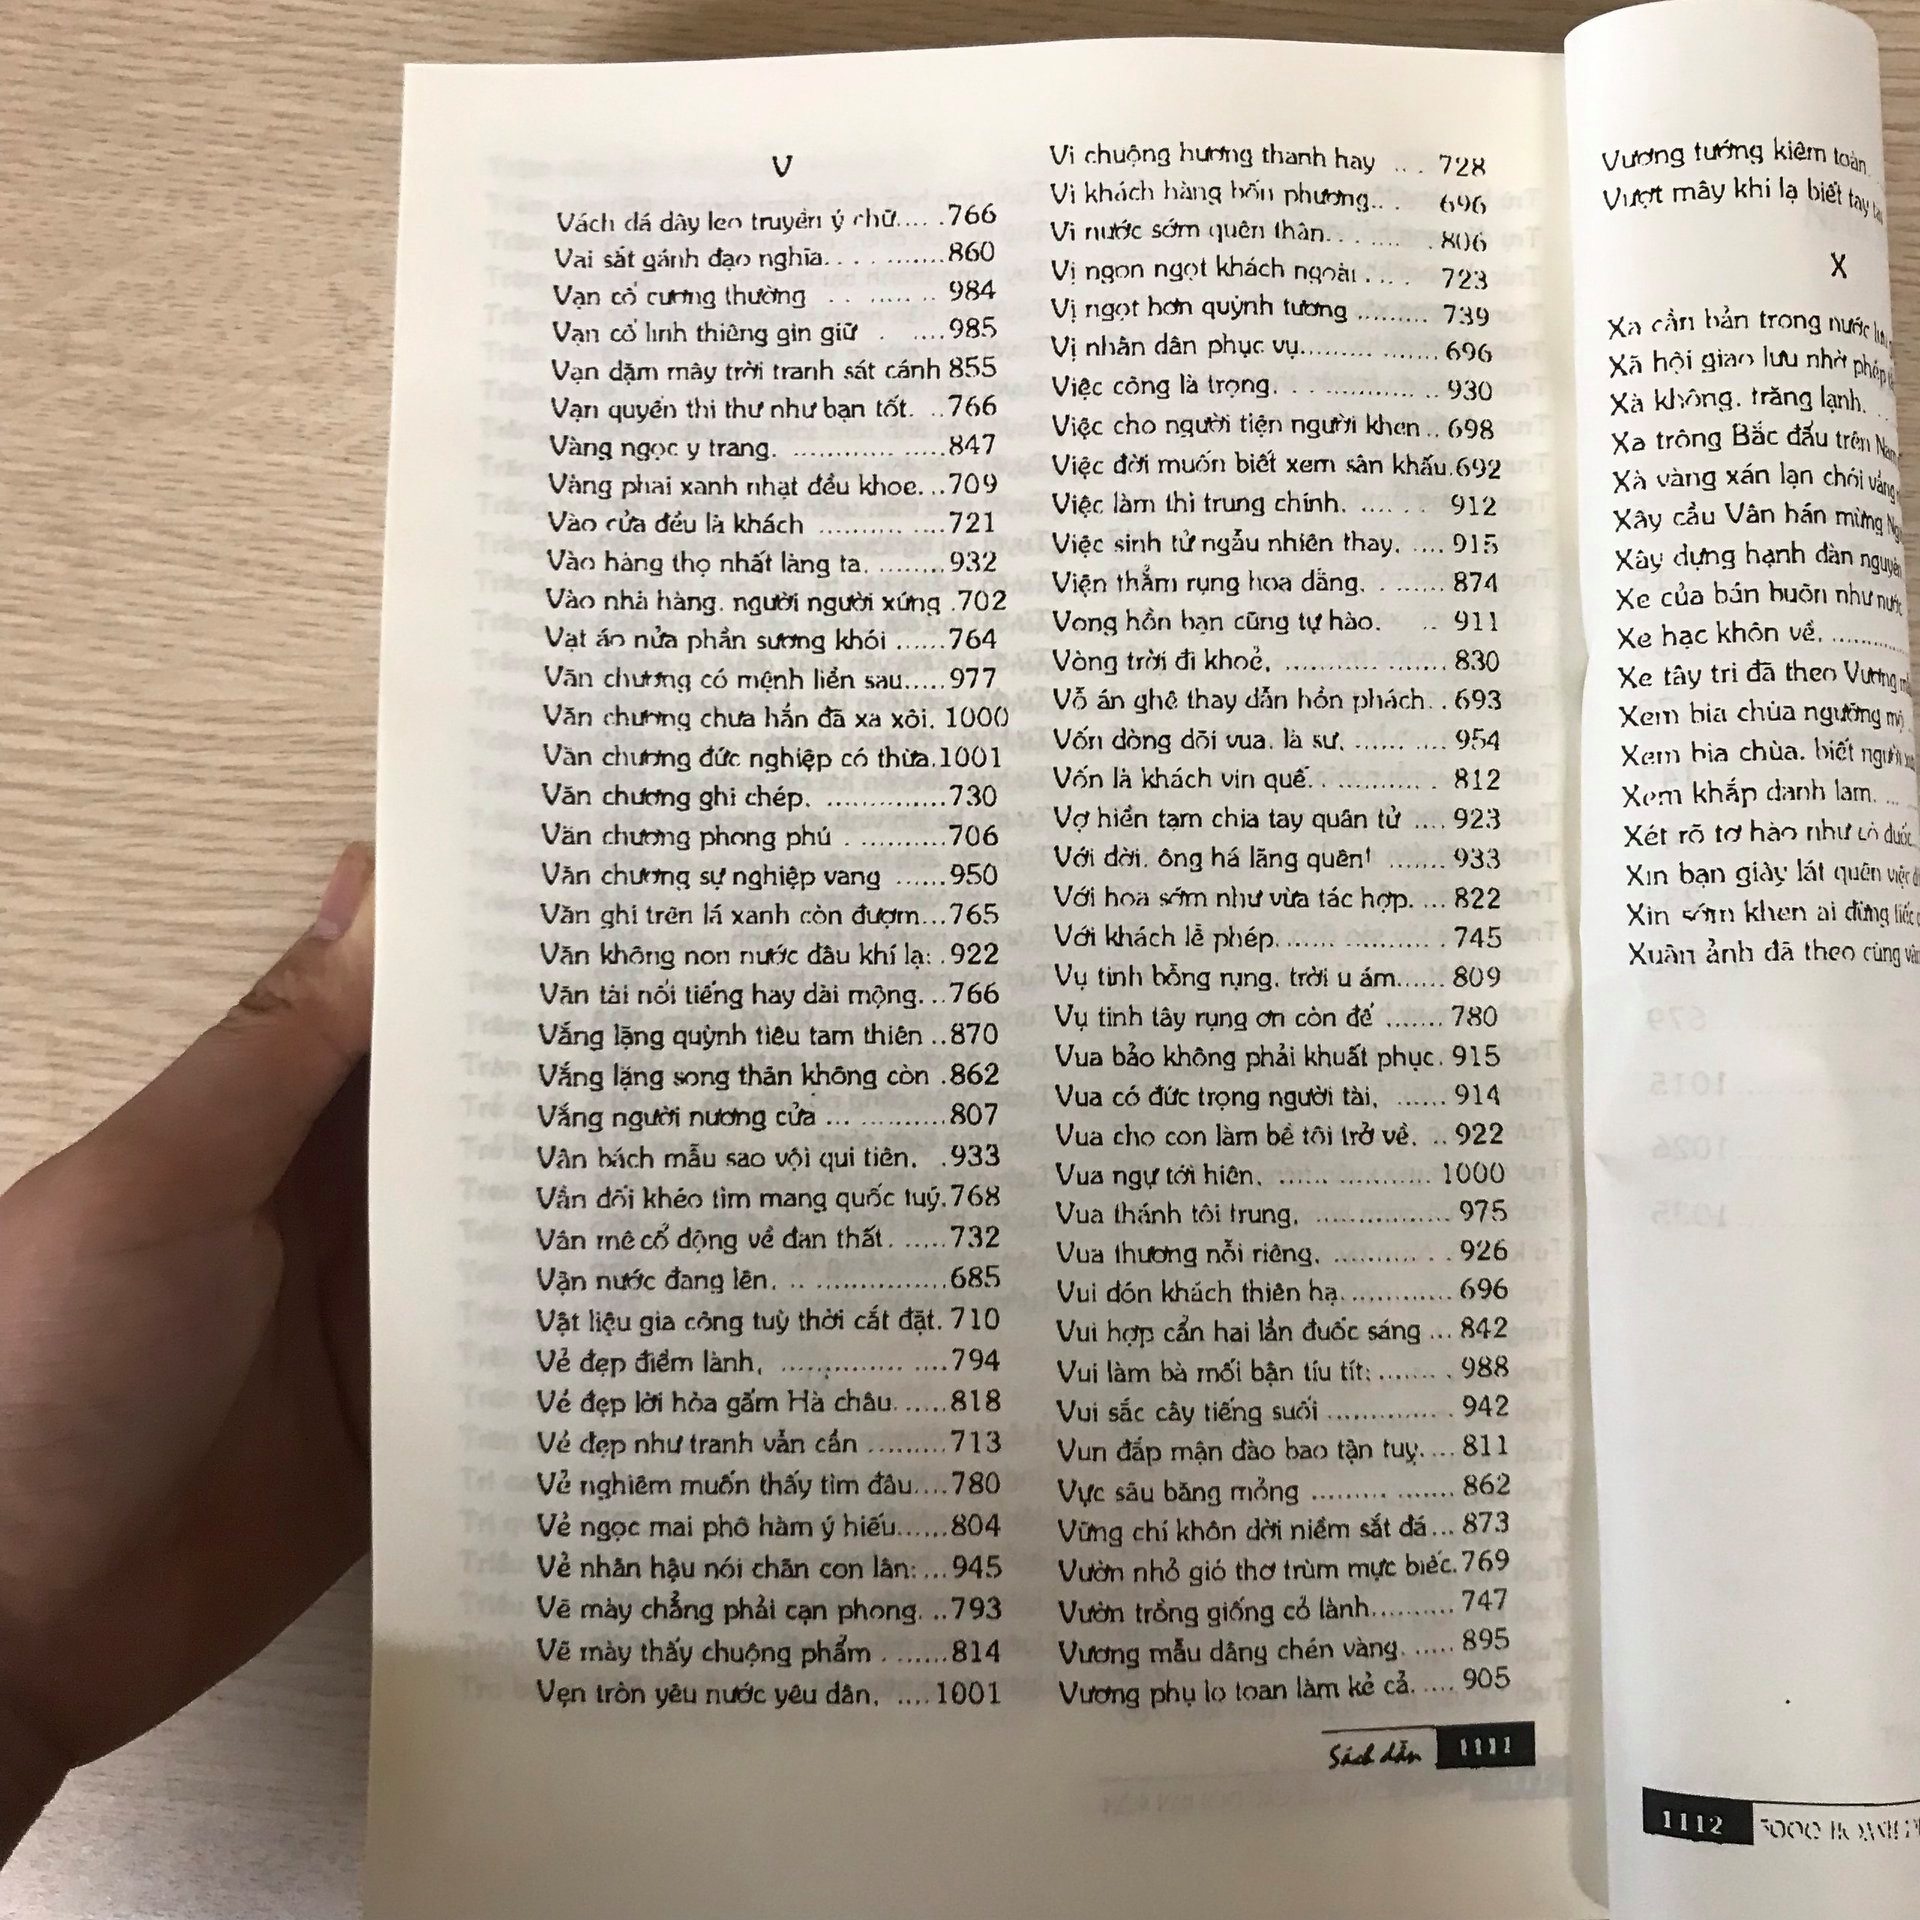 V
Vách đá dây leo truyền ý chữ.... .766
Vai sắt gánh đạo nghĩa. . . . ........860
Vạn cổ cương thường . . ...... .. 984
Vạn cổ linh thiêng gìn giữ . ....985
Vạn dặm mây trời tranh sát cánh 855
Vạn quyển thi thư như bạn tốt. ..766
Vàng ngọc y trang. ............ .....847
Vàng phai xanh nhạt đều khoe. ..709
Vào cửa đều là khách .......... ....721
Vào hàng thọ nhất làng ta. ........932
Vào nhà hàng, người người xứng .702
Vạt áo nửa phần sương khói ......764
Văn chương có mệnh liền sau.....977
Văn chương chưa hẳn đã xa xôi. 1000
Văn chương đức nghiệp có thừa.1001
Văn chương ghi chép. ..............730
Văn chương phong phú . ..........706
Văn chương sự nghiệp vang ......950
Văn ghi trên lá xanh còn đượm...765
Văn không non nước đâu khí lạ: .922
Văn tài nổi tiếng hay dài mộng. ..766
Vắng lặng quỳnh tiêu tam thiên ..870
Vắng lặng song thân không còn .862
Vắng người nương cửa ... ..........807
Vân bách mẫu sao vội qui tiên. .933
Vần đối khéo tìm mang quốc tuý.768
Vân mê cổ động về đan thất. .....732
Vận nước đang lên. .. ...............685
Vật liệu gia công tuỳ thời cắt đặt. 710
Vẻ đẹp điểm lành, .............. ....794
Vẻ đẹp lời hòa gấm Hà châu. .....818
Vẻ đẹp như tranh vẫn cần .........713
Vẻ nghiêm muốn thấy tìm đâu....780
Vẻ ngọc mai phô hàm ý hiếu......804
Vẻ nhân hậu nói chân con lân: ...945
Vẽ mày chẳng phải cạn phong. ..793
Vẽ mày thấy chuộng phẩm . .......814
Vẹn tròn yêu nước yêu dân. ....1001
Vì chuộng hương thanh hay ... 728
Vì khách hàng bốn phương.. . 696
Vì nước sớm quên thân. . . .... .806
Vị ngon ngọt khách ngoài . . .. 723
Vị ngọt hơn quỳnh tương ......... 739
Vị nhân dân phục vụ......... .......696
Việc công là trọng. . . ........... ..930
Việc cho người tiện người khen .. 698
Việc đời muốn biết xem sân khấu.692
Việc làm thì trung chính. ..... . . 912
Việc sinh tử ngẫu nhiên thay. .... 915
Viện thẳm rụng hoa đằng. . ...... 874
Vong hồn bạn cũng tự hào. .. 911
Vòng trời đi khoẻ, ............ ........830
Vỗ án ghê thay dẫn hồn phách. . 693
Vốn dòng dõi vua, là sư, ...... .... 954
Vốn là khách vin quế. . .......... . 812
Vợ hiền tạm chia tay quân tử .... 923
Với đời, ông há lãng quên! .......933
Với hoa sớm như vừa tác hợp. ... 822
Với khách lễ phép...... ......... . 745
Vụ tinh bỗng rụng, trời u ám...... 809
Vụ tinh tây rụng ơn còn để .......780
Vua bảo không phải khuất phục. 915
Vua có đức trọng người tài, ...... 914
Vua cho con làm bề tôi trở về. .. 922
Vua ngự tới hiên, ...... ........... 1000
Vua thánh tôi trung, ................ 975
Vua thương nỗi riêng, ........... . . 926
Vui đón khách thiên hạ.............696
Vui hợp cẩn hai lần đuốc sáng ... 842
Vui làm bà mối bận tíu tít: ....... . 988
Vui sắc cây tiếng suối ............. . 942
Vun đắp mận đào bao tận tuỵ. ... 811
Vực sâu băng mỏng ......... .......862
Vững chí khôn dời niềm sắt đá ... 873
Vườn nhỏ gió thơ trùm mực biếc.769
Vườn trồng giống cỏ lành.......... 747
Vương mẫu dâng chén vàng. ..... 895
Vương phụ lo toan làm kẻ cả. .... 905
Sách dẫn 1111
Vương tướng kiêm toàn
Vượt mây khí lạ biết tay
X
Xa cần bản trong nước
Xã hội giao lưu nhờ phép
Xà không, trăng lạnh.
Xa trông Bắc đẩu trên Nam
Xà vàng xán lạn chói vầng
Xây cầu Vân hán mừng
Xây dựng hạnh đàn nguyên
Xe của bán buôn như nước
Xe hạc khôn về, ...........
Xe tây tri đã theo Vương
Xem bia chùa ngưỡng
Xem bia chùa, biết người
Xem khắp danh lam. ...
Xét rõ tơ hào như có đuốc
Xin bạn giây lát quên việc
Xin sớm khen ai đừng
Xuân ảnh đã theo cùng
1112 5000